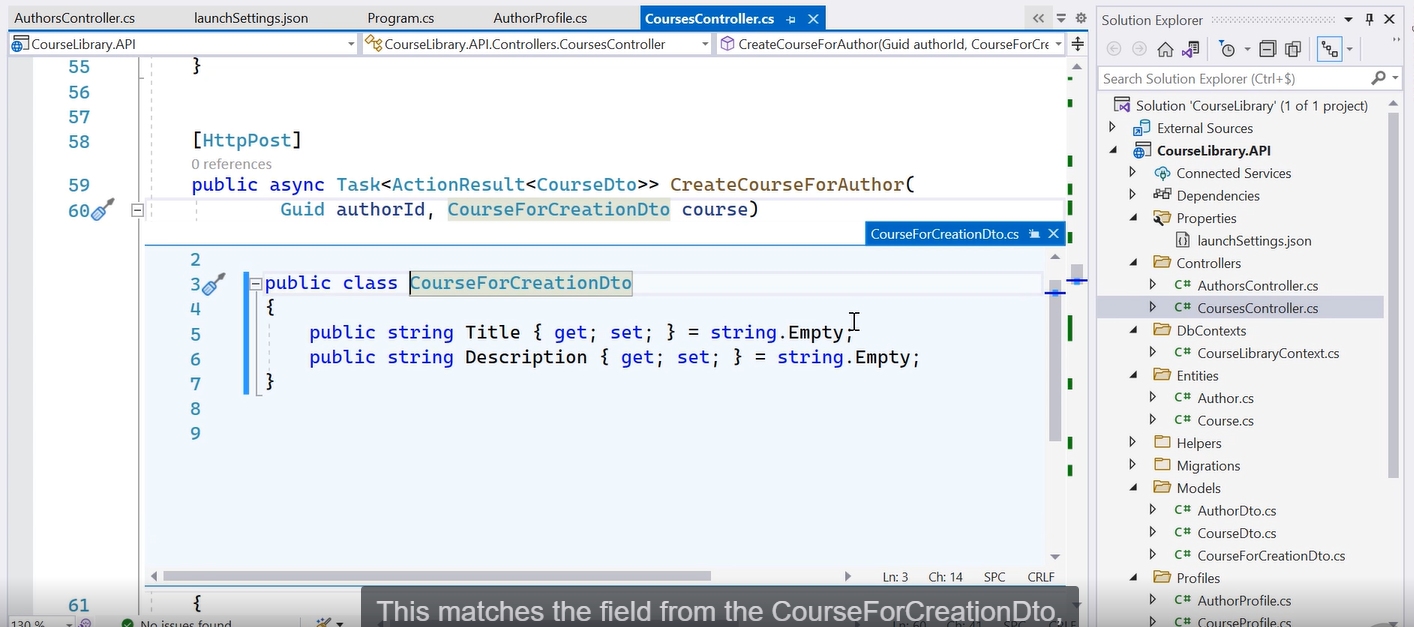 AuthorsController.cs launchSettings.json Program.cs AuthorProfile.cs CoursesController.cs
CourseLibrary.API CourseLibrary.API.Controllers.CoursesController CreateCourseForAuthor(Guid authorId, CourseForCre
55 }
56
57
58 [HttpPost]
0 references
59 public async Task<ActionResult<CourseDto>> CreateCourseForAuthor(
60 Guid authorId, CourseForCreationDto course)
CourseForCreationDto.cs
2
3 public class CourseForCreationDto
4 {
5 public string Title { get; set; } = string.Empty;
6 public string Description { get; set; } = string.Empty;
7 }
8
9
Ln: 3 Ch: 14 SPC CRLF
61 {
This matches the field from the CourseForCreationDto,
130 % No issues found
Solution Explorer
Search Solution Explorer (Ctrl+$)
Solution 'CourseLibrary' (1 of 1 project)
External Sources
CourseLibrary.API
Connected Services
Dependencies
Properties
launchSettings.json
Controllers
C# AuthorsController.cs
C# CoursesController.cs
DbContexts
C# CourseLibraryContext.cs
Entities
C# Author.cs
C# Course.cs
Helpers
Migrations
Models
C# AuthorDto.cs
C# CourseDto.cs
C# CourseForCreationDto.cs
Profiles
C# AuthorProfile.cs
C# CourseProfile.cs